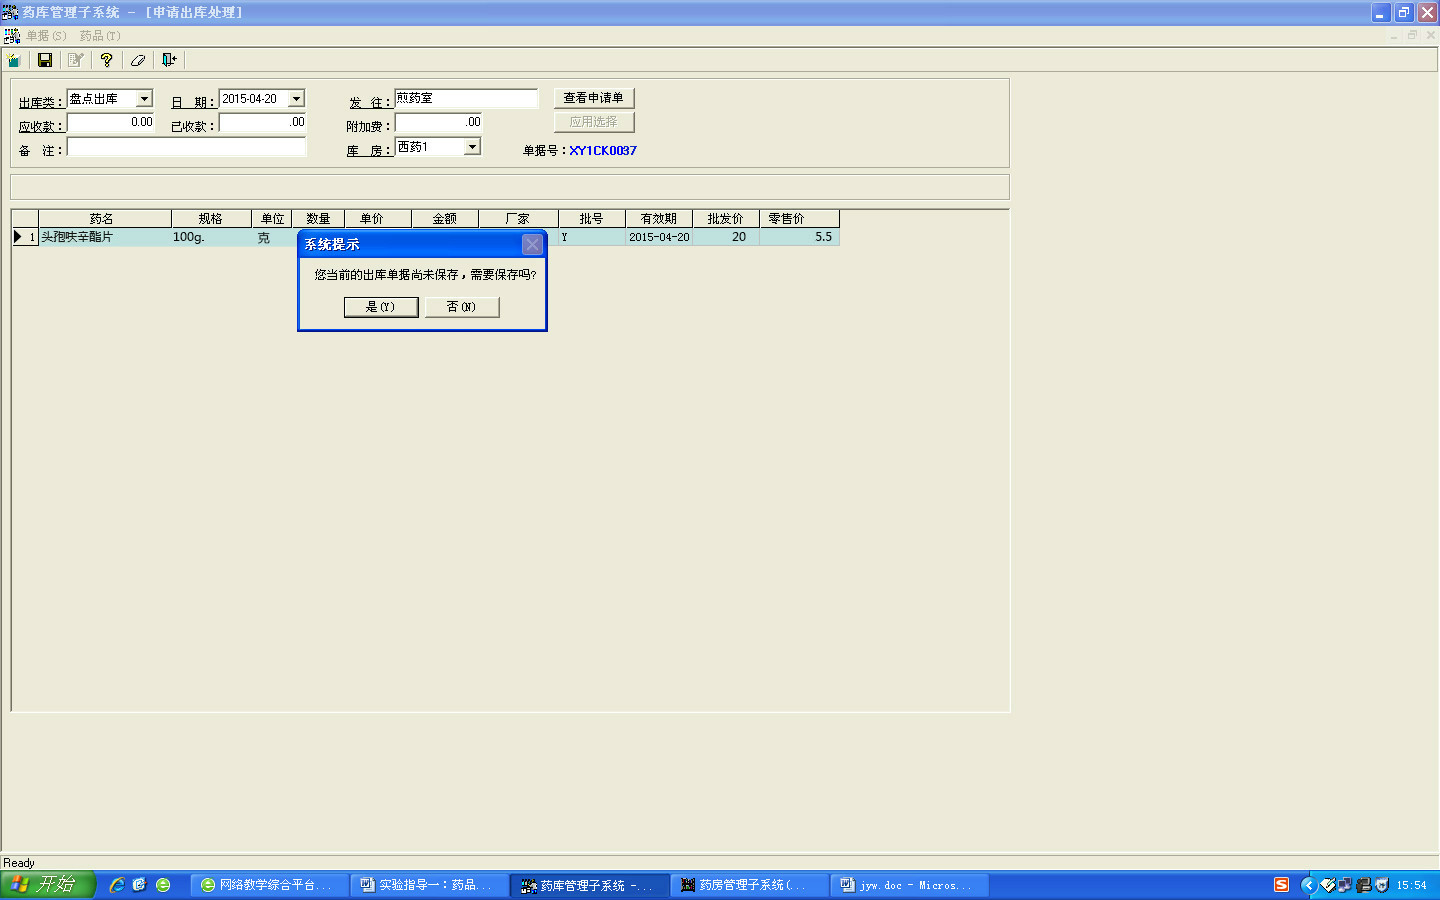 药库管理子系统 - [申请出库处理]
单据(S) 药品(T)
出库类： 盘点出库 日 期： 2015-04-20 发 往： 煎药室 查看申请单
应收款： 0.00 已收款： .00 附加费： .00 应用选择
备 注： 库 房： 西药1 单据号：XY1CK0037
药名 规格 单位 数量 单价 金额 厂家 批号 有效期 批发价 零售价
1 头孢呋辛酯片 100g. 克 Y 2015-04-20 20 5.5
系统提示
您当前的出库单据尚未保存，需要保存吗?
是(Y) 否(N)
Ready
开始 网络教学综合平台... 实验指导一：药品... 药库管理子系统 -... 药房管理子系统(... jyw.doc - Micros... 15:54